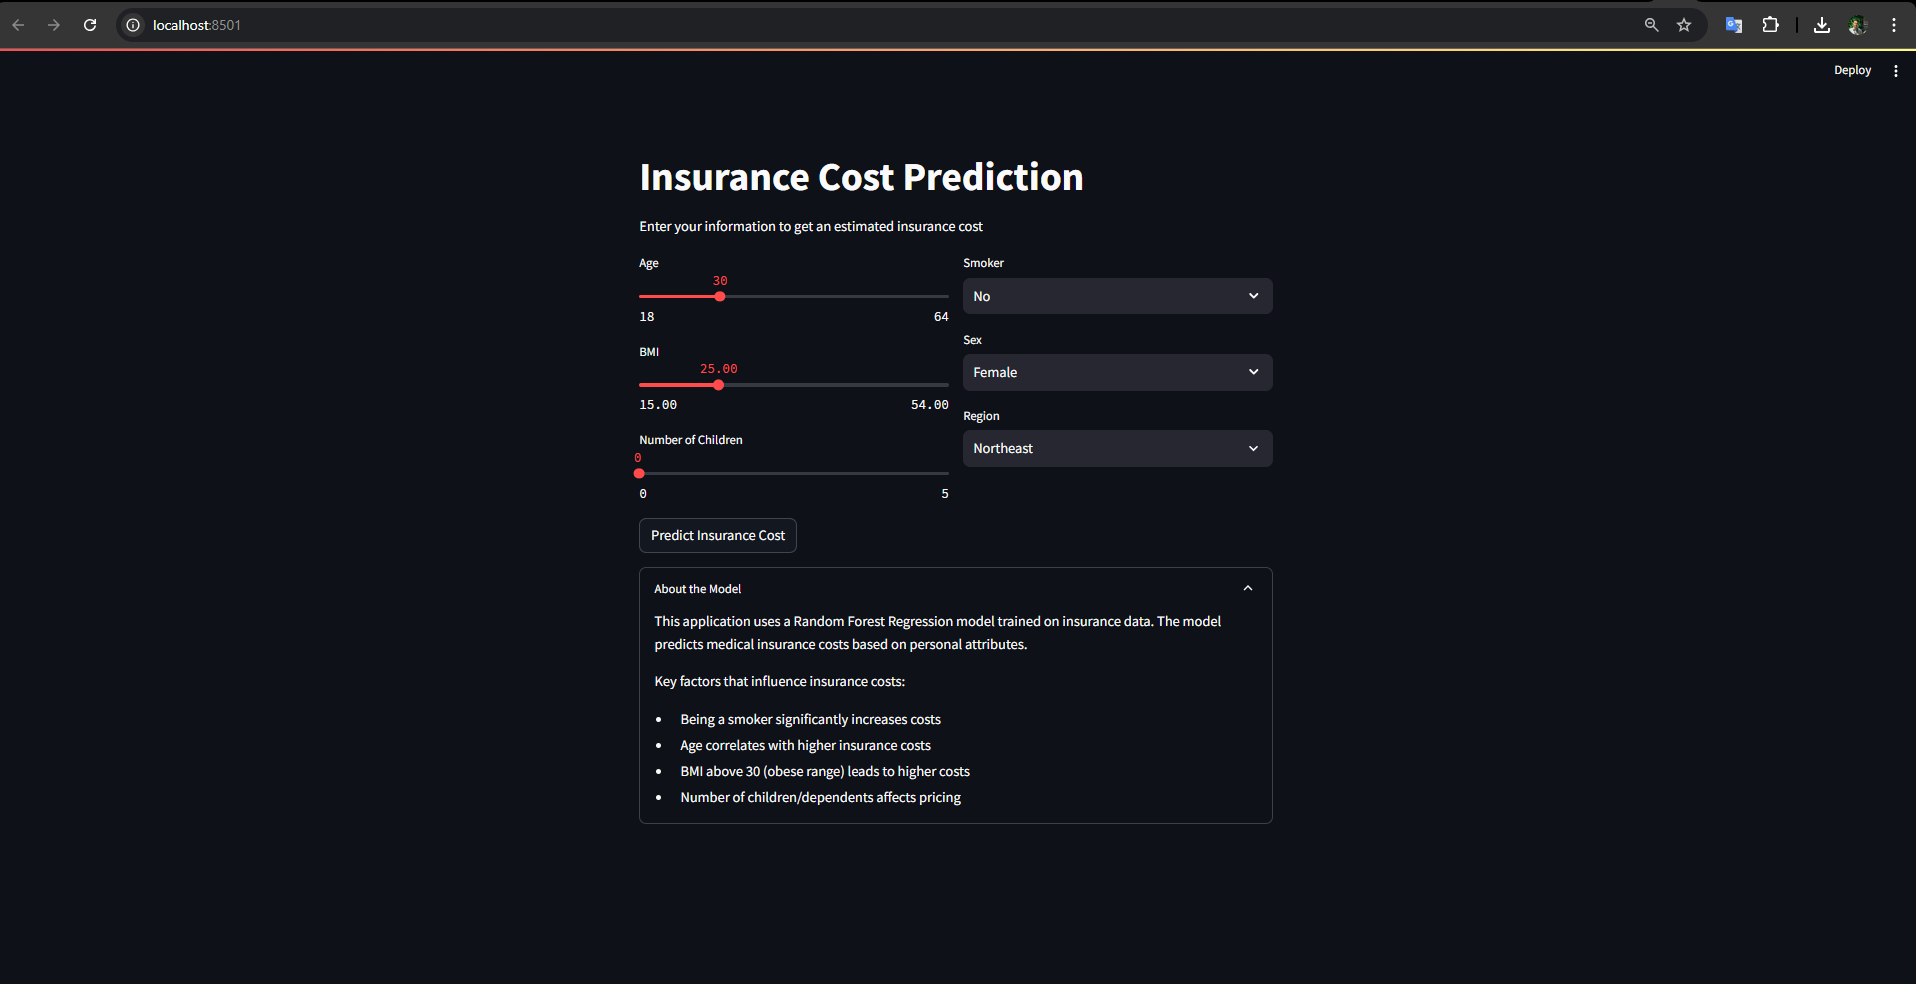 localhost:8501
Deploy
Insurance Cost Prediction
Enter your information to get an estimated insurance cost
Age
30
18 64
BMI
25.00
15.00 54.00
Number of Children
0
0 5
Smoker
No
Sex
Female
Region
Northeast
Predict Insurance Cost
About the Model
This application uses a Random Forest Regression model trained on insurance data. The model
predicts medical insurance costs based on personal attributes.
Key factors that influence insurance costs:
• Being a smoker significantly increases costs
• Age correlates with higher insurance costs
• BMI above 30 (obese range) leads to higher costs
• Number of children/dependents affects pricing